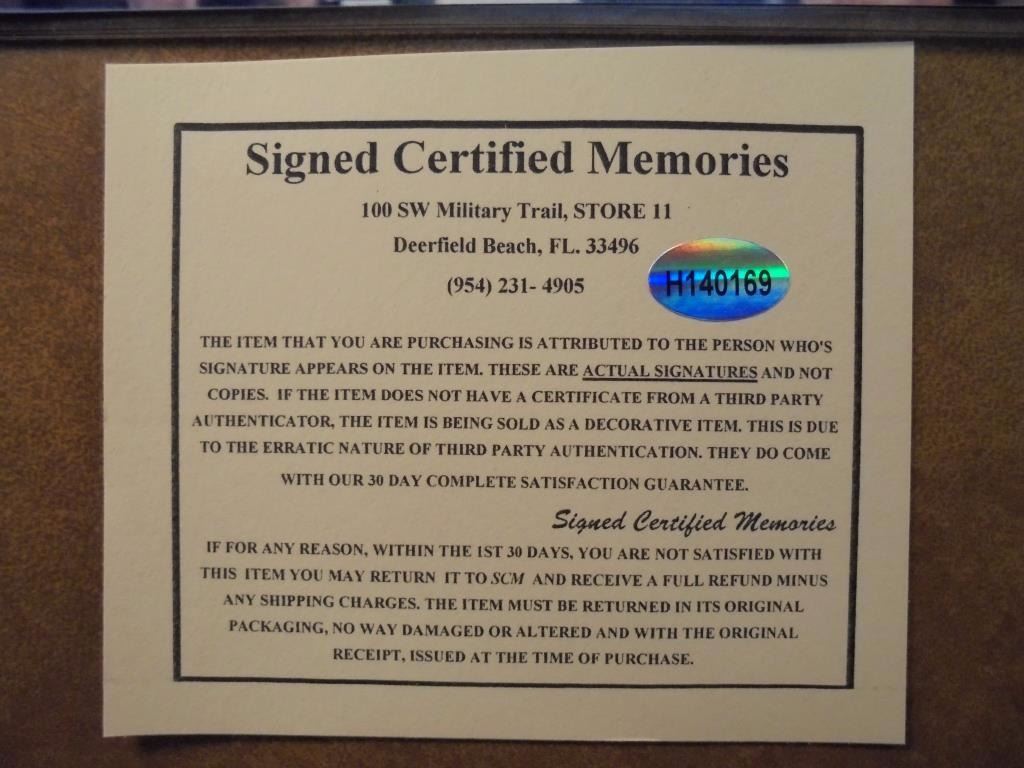 Signed Certified Memories
100 SW Military Trail, STORE 11
Deerfield Beach, FL. 33496
(954) 231- 4905
H140169
THE ITEM THAT YOU ARE PURCHASING IS ATTRIBUTED TO THE PERSON WHO'S
SIGNATURE APPEARS ON THE ITEM. THESE ARE ACTUAL SIGNATURES AND NOT
COPIES. IF THE ITEM DOES NOT HAVE A CERTIFICATE FROM A THIRD PARTY
AUTHENTICATOR, THE ITEM IS BEING SOLD AS A DECORATIVE ITEM. THIS IS DUE
TO THE ERRATIC NATURE OF THIRD PARTY AUTHENTICATION. THEY DO COME
WITH OUR 30 DAY COMPLETE SATISFACTION GUARANTEE.
Signed Certified Memories
IF FOR ANY REASON, WITHIN THE 1ST 30 DAYS, YOU ARE NOT SATISFIED WITH
THIS ITEM YOU MAY RETURN IT TO SCM AND RECEIVE A FULL REFUND MINUS
ANY SHIPPING CHARGES. THE ITEM MUST BE RETURNED IN ITS ORIGINAL
PACKAGING, NO WAY DAMAGED OR ALTERED AND WITH THE ORIGINAL
RECEIPT, ISSUED AT THE TIME OF PURCHASE.